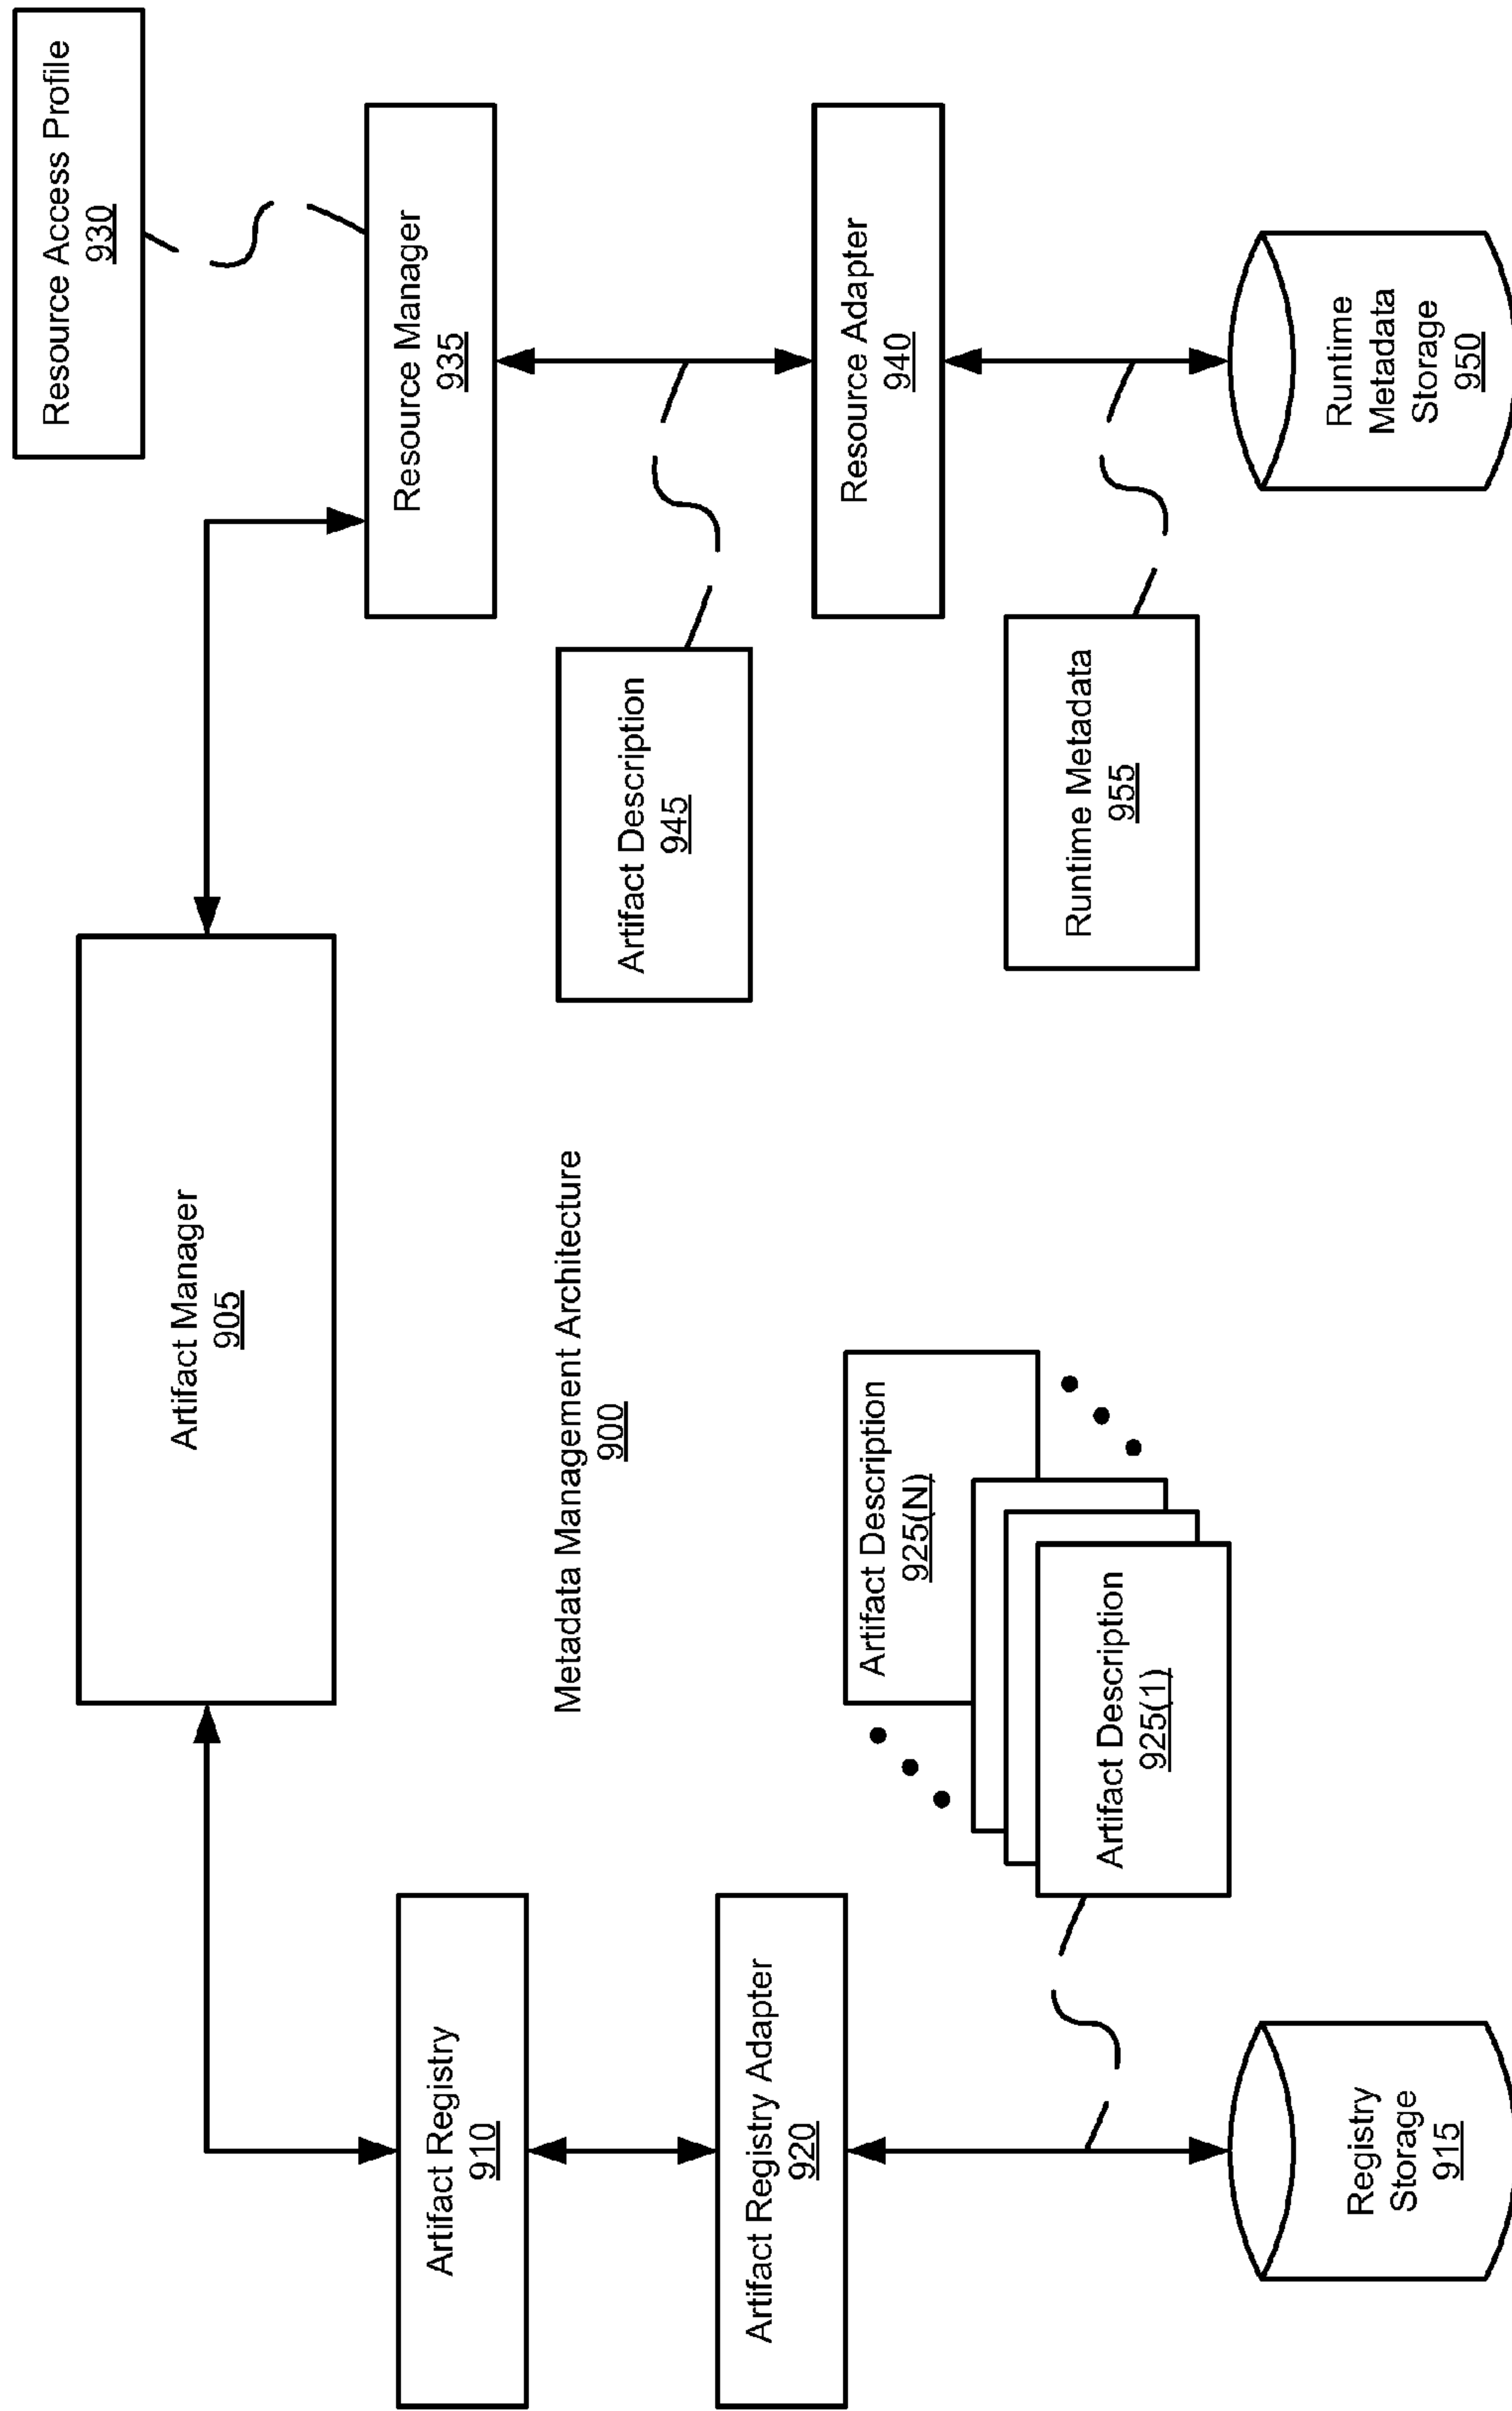 Artifact Manager
905
Resource Access Profile
930
Artifact Registry
910
Resource Manager
935
Metadata Management Architecture
900
Artifact Description
945
Artifact Registry Adapter
920
Resource Adapter
940
Artifact Description
925(N)
Artifact Description
925(1)
Runtime Metadata
955
Registry
Storage
915
Runtime
Metadata
Storage
950